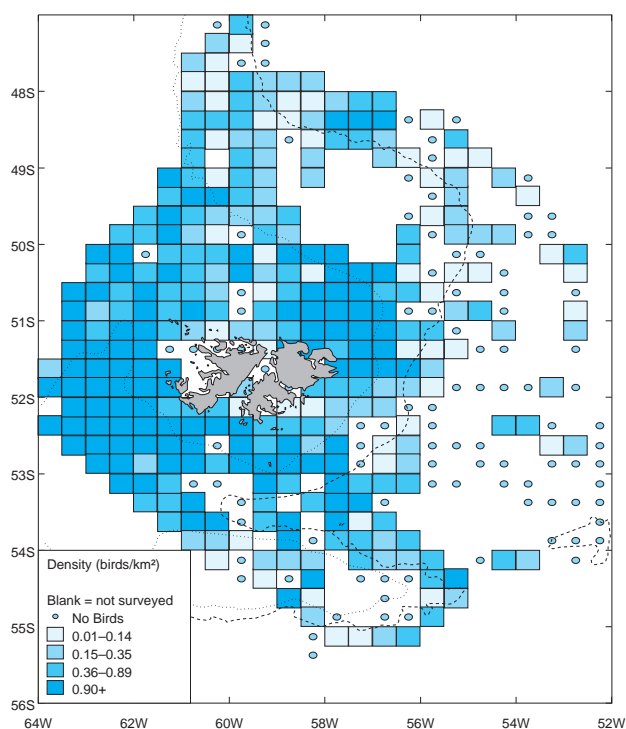 48S
49S
50S
51S
52S
53S
54S
Density (birds/km²)
Blank = not surveyed
No Birds
0.01–0.14
55S
0.15–0.35
0.36–0.89
0.90+
56S
64W 62W 60W 58W 56W 54W 52W